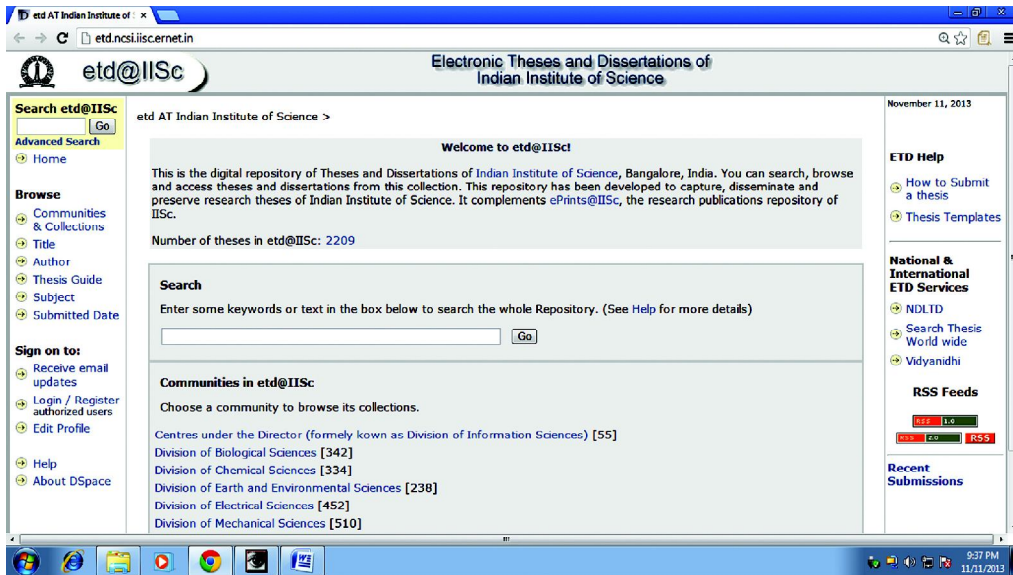 etd AT Indian Institute of :
etd.ncsi.iisc.ernet.in
etd@IISc
Electronic Theses and Dissertations of
Indian Institute of Science
Search etd@IISc
Go
Advanced Search
Home
Browse
Communities
& Collections
Title
Author
Thesis Guide
Subject
Submitted Date
Sign on to:
Receive email
updates
Login / Register
authorized users
Edit Profile
Help
About DSpace
etd AT Indian Institute of Science >
Welcome to etd@IISc!
This is the digital repository of Theses and Dissertations of Indian Institute of Science, Bangalore, India. You can search, browse
and access theses and dissertations from this collection. This repository has been developed to capture, disseminate and
preserve research theses of Indian Institute of Science. It complements ePrints@IISc, the research publications repository of
IISc.
Number of theses in etd@IISc: 2209
Search
Enter some keywords or text in the box below to search the whole Repository. (See Help for more details)
Go
Communities in etd@IISc
Choose a community to browse its collections.
Centres under the Director (formely kown as Division of Information Sciences) [55]
Division of Biological Sciences [342]
Division of Chemical Sciences [334]
Division of Earth and Environmental Sciences [238]
Division of Electrical Sciences [452]
Division of Mechanical Sciences [510]
November 11, 2013
ETD Help
How to Submit
a thesis
Thesis Templates
National &
International
ETD Services
NDLTD
Search Thesis
World wide
Vidyanidhi
RSS Feeds
RSS 1.0
RSS 2.0 RSS
Recent
Submissions
9:37 PM
11/11/2013